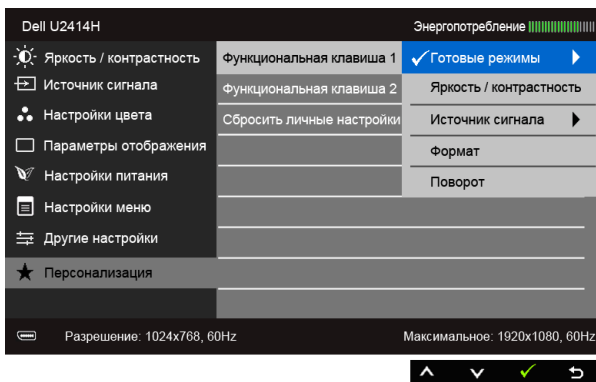 Dell U2414H
Энергопотребление
Яркость / контрастность
Функциональная клавиша 1
Готовые режимы
Источник сигнала
Функциональная клавиша 2
Яркость / контрастность
Настройки цвета
Сбросить личные настройки
Источник сигнала
Параметры отображения
Формат
Настройки питания
Поворот
Настройки меню
Другие настройки
Персонализация
Разрешение: 1024x768, 60Hz
Максимальное: 1920x1080, 60Hz